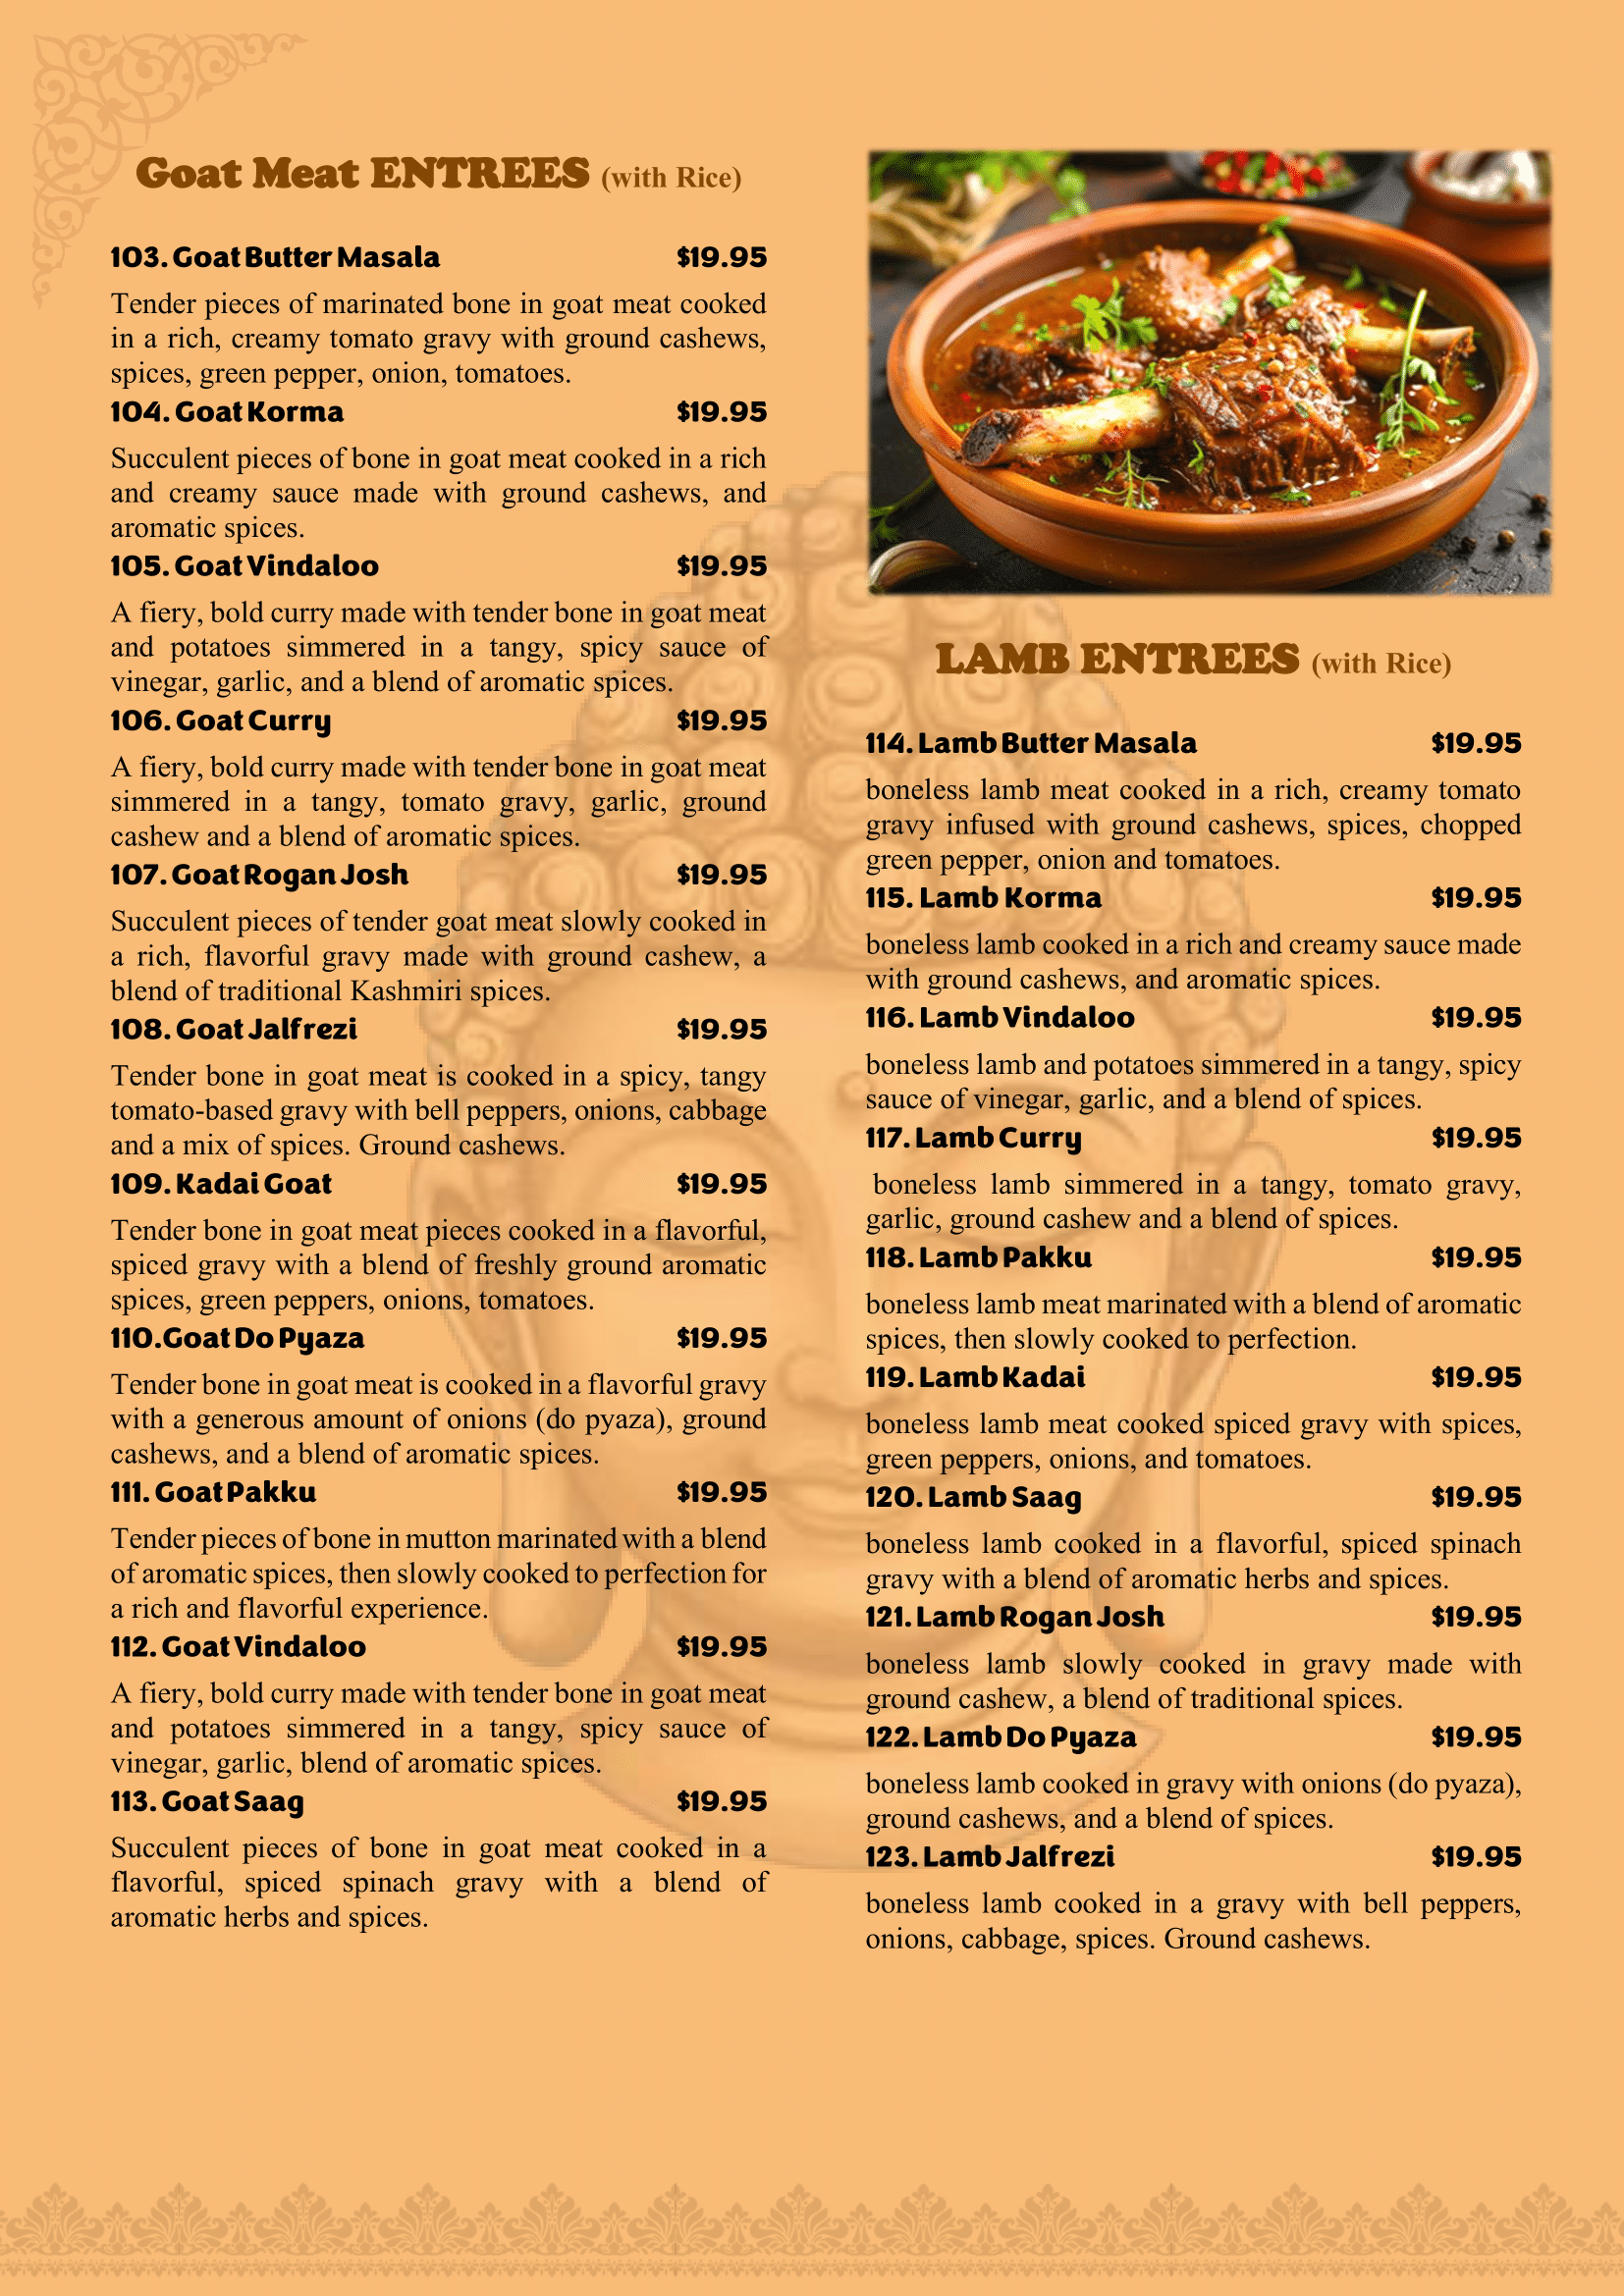 Goat Meat ENTREES (with Rice)
103. Goat Butter Masala $19.95
Tender pieces of marinated bone in goat meat cooked
in a rich, creamy tomato gravy with ground cashews,
spices, green pepper, onion, tomatoes.
104. Goat Korma $19.95
Succulent pieces of bone in goat meat cooked in a rich
and creamy sauce made with ground cashews, and
aromatic spices.
105. Goat Vindaloo $19.95
A fiery, bold curry made with tender bone in goat meat
and potatoes simmered in a tangy, spicy sauce of
vinegar, garlic, and a blend of aromatic spices.
106. Goat Curry $19.95
A fiery, bold curry made with tender bone in goat meat
simmered in a tangy, tomato gravy, garlic, ground
cashew and a blend of aromatic spices.
107. Goat Rogan Josh $19.95
Succulent pieces of tender goat meat slowly cooked in
a rich, flavorful gravy made with ground cashew, a
blend of traditional Kashmiri spices.
108. Goat Jalfrezi $19.95
Tender bone in goat meat is cooked in a spicy, tangy
tomato-based gravy with bell peppers, onions, cabbage
and a mix of spices. Ground cashews.
109. Kadai Goat $19.95
Tender bone in goat meat pieces cooked in a flavorful,
spiced gravy with a blend of freshly ground aromatic
spices, green peppers, onions, tomatoes.
110.Goat Do Pyaza $19.95
Tender bone in goat meat is cooked in a flavorful gravy
with a generous amount of onions (do pyaza), ground
cashews, and a blend of aromatic spices.
111. Goat Pakku $19.95
Tender pieces of bone in mutton marinated with a blend
of aromatic spices, then slowly cooked to perfection for
a rich and flavorful experience.
112. Goat Vindaloo $19.95
A fiery, bold curry made with tender bone in goat meat
and potatoes simmered in a tangy, spicy sauce of
vinegar, garlic, blend of aromatic spices.
113. Goat Saag $19.95
Succulent pieces of bone in goat meat cooked in a
flavorful, spiced spinach gravy with a blend of
aromatic herbs and spices.
LAMB ENTREES (with Rice)
114. Lamb Butter Masala $19.95
boneless lamb meat cooked in a rich, creamy tomato
gravy infused with ground cashews, spices, chopped
green pepper, onion and tomatoes.
115. Lamb Korma $19.95
boneless lamb cooked in a rich and creamy sauce made
with ground cashews, and aromatic spices.
116. Lamb Vindaloo $19.95
boneless lamb and potatoes simmered in a tangy, spicy
sauce of vinegar, garlic, and a blend of spices.
117. Lamb Curry $19.95
boneless lamb simmered in a tangy, tomato gravy,
garlic, ground cashew and a blend of spices.
118. Lamb Pakku $19.95
boneless lamb meat marinated with a blend of aromatic
spices, then slowly cooked to perfection.
119. Lamb Kadai $19.95
boneless lamb meat cooked spiced gravy with spices,
green peppers, onions, and tomatoes.
120. Lamb Saag $19.95
boneless lamb cooked in a flavorful, spiced spinach
gravy with a blend of aromatic herbs and spices.
121. Lamb Rogan Josh $19.95
boneless lamb slowly cooked in gravy made with
ground cashew, a blend of traditional spices.
122. Lamb Do Pyaza $19.95
boneless lamb cooked in gravy with onions (do pyaza),
ground cashews, and a blend of spices.
123. Lamb Jalfrezi $19.95
boneless lamb cooked in a gravy with bell peppers,
onions, cabbage, spices. Ground cashews.